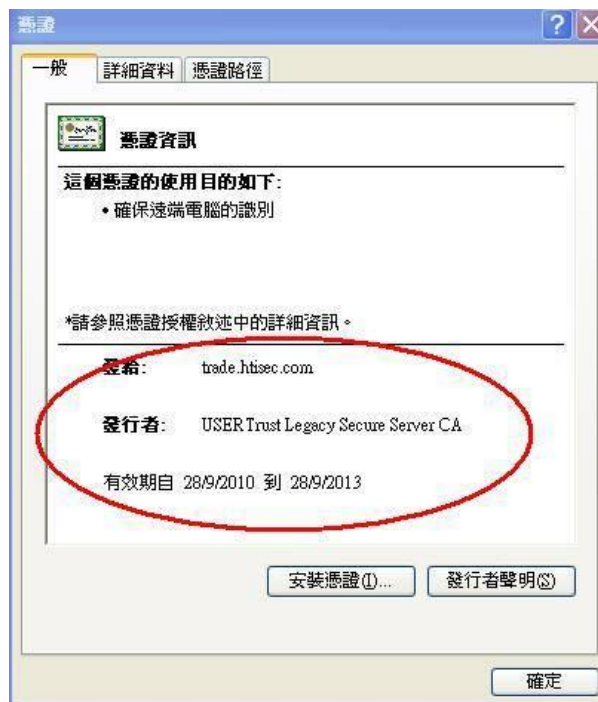 憑證
一般 詳細資料 憑證路徑
憑證資訊
這個憑證的使用目的如下:
•確保遠端電腦的識別
*請參照憑證授權敘述中的詳細資訊。
發給: trade.htisec.com
發行者: USERTrust Legacy Secure Server CA
有效期自 28/9/2010 到 28/9/2013
安裝憑證(I)... 發行者聲明(S)
確定